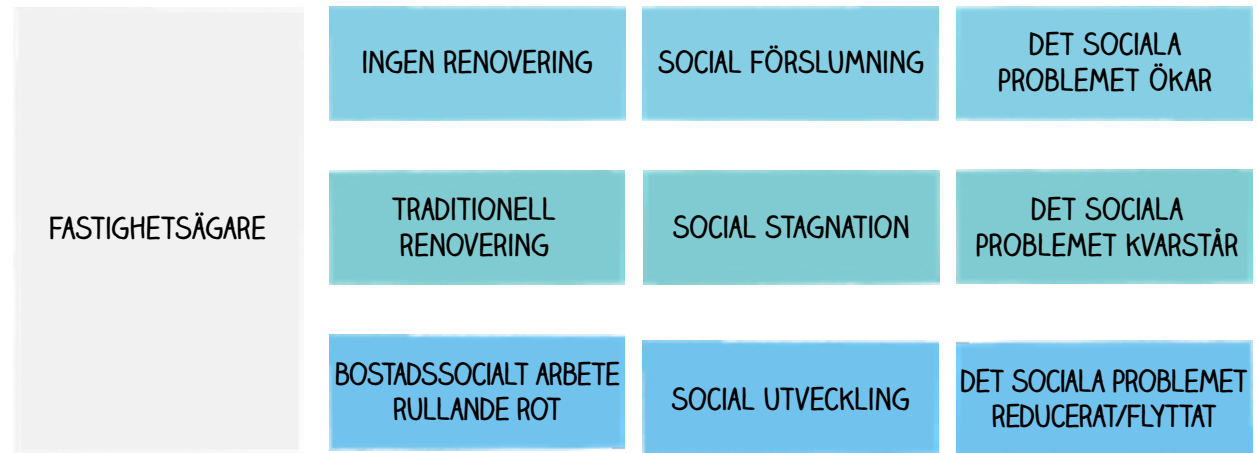 FASTIGHETSÄGARE
INGEN RENOVERING
SOCIAL FÖRSLUMNING
DET SOCIALA
PROBLEMET ÖKAR
TRADITIONELL
RENOVERING
SOCIAL STAGNATION
DET SOCIALA
PROBLEMET KVARSTÅR
BOSTADSSOCIALT ARBETE
RULLANDE ROT
SOCIAL UTVECKLING
DET SOCIALA PROBLEMET
REDUCERAT/FLYTTAT